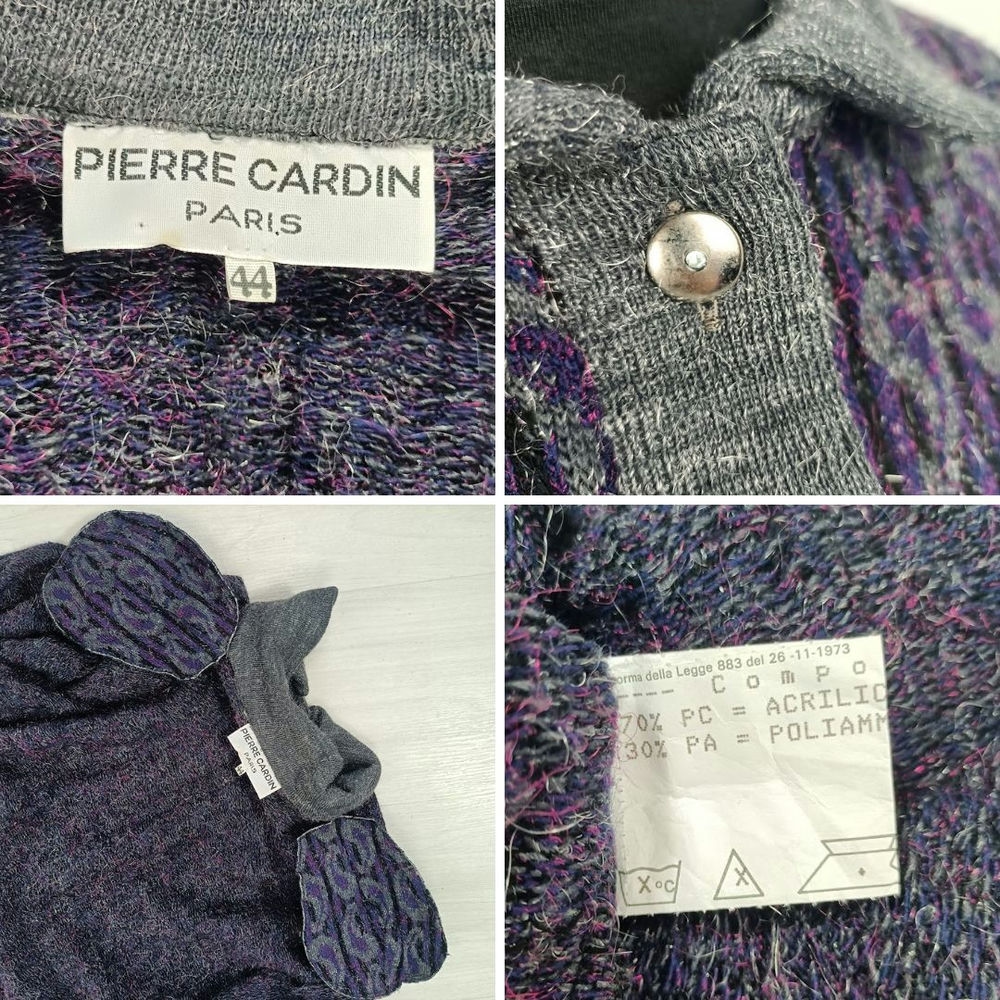 PIERRE CARDIN
PARIS
44
PIERRE CARDIN
PARIS
44
orma della Legge 883 del 26 -11-1973
---- Compo
70% PC = ACRILIC
30% PA = POLIAMM
X°C
X